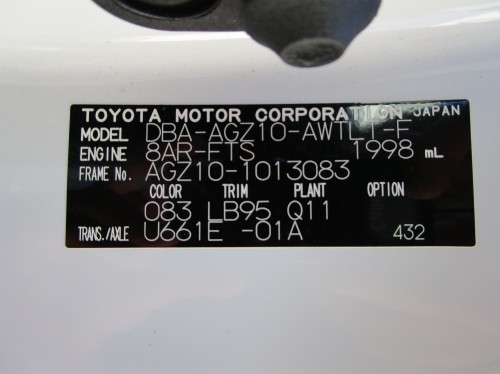 TOYOTA MOTOR CORPORATION JAPAN
MODEL DBA-AGZ10-AWTLT-F
ENGINE 8AR-FTS 1998 mL
FRAME No. AGZ10-1013083
COLOR TRIM PLANT OPTION
083 LB95 Q11
TRANS./AXLE U661E -01A 432